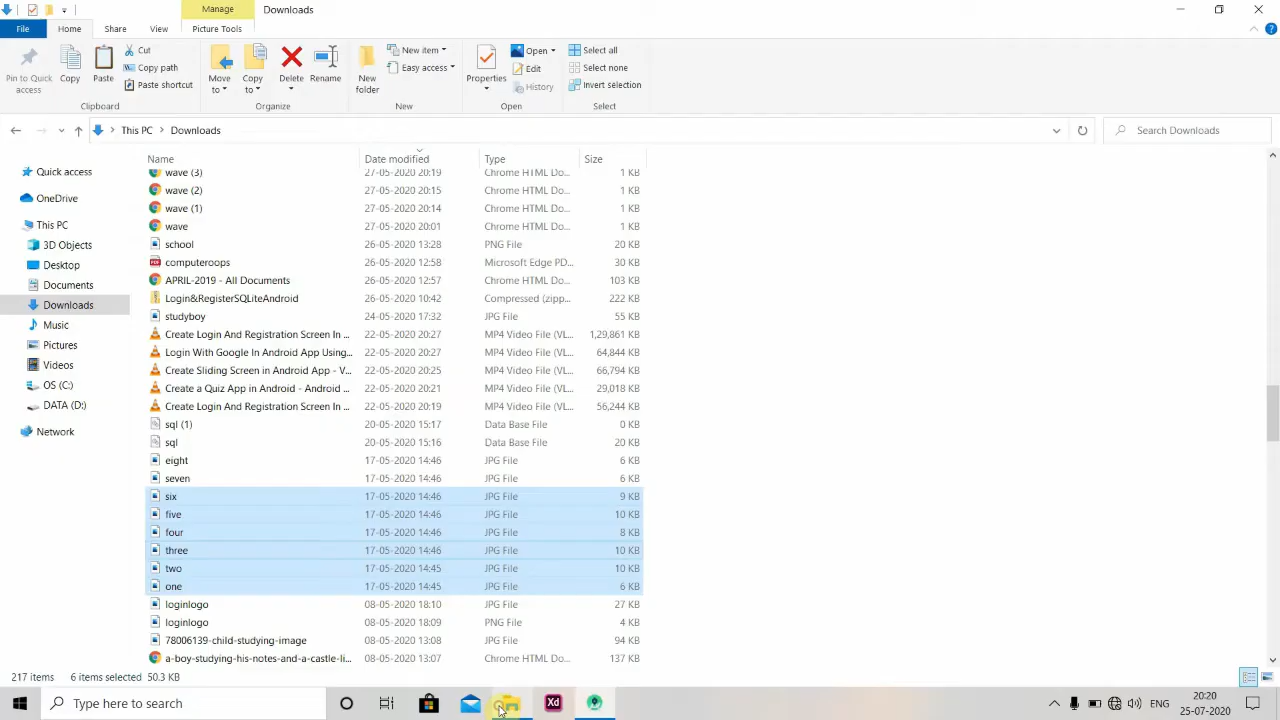 Manage
Downloads
File
Home
Share
View
Picture Tools
Pin to Quick access
Copy
Paste
Cut
Copy path
Paste shortcut
Clipboard
Move to
Copy to
Delete
Rename
Organize
New folder
New item
Easy access
New
Properties
Open
Edit
History
Open
Select all
Select none
Invert selection
Select
This PC
Downloads
Search Downloads
Quick access
OneDrive
This PC
3D Objects
Desktop
Documents
Downloads
Music
Pictures
Videos
OS (C:)
DATA (D:)
Network
Name Date modified Type Size
wave (3) 27-05-2020 20:19 Chrome HTML Do... 1 KB
wave (2) 27-05-2020 20:15 Chrome HTML Do... 1 KB
wave (1) 27-05-2020 20:14 Chrome HTML Do... 1 KB
wave 27-05-2020 20:01 Chrome HTML Do... 1 KB
school 26-05-2020 13:28 PNG File 20 KB
computeroops 26-05-2020 12:58 Microsoft Edge PD... 30 KB
APRIL-2019 - All Documents 26-05-2020 12:57 Chrome HTML Do... 103 KB
Login&RegisterSQLiteAndroid 26-05-2020 10:42 Compressed (zipp... 222 KB
studyboy 24-05-2020 17:32 JPG File 55 KB
Create Login And Registration Screen In ... 22-05-2020 20:27 MP4 Video File (VL... 1,29,861 KB
Login With Google In Android App Using... 22-05-2020 20:27 MP4 Video File (VL... 64,844 KB
Create Sliding Screen in Android App - V... 22-05-2020 20:25 MP4 Video File (VL... 66,794 KB
Create a Quiz App in Android - Android ... 22-05-2020 20:21 MP4 Video File (VL... 29,018 KB
Create Login And Registration Screen In ... 22-05-2020 20:19 MP4 Video File (VL... 56,244 KB
sql (1) 20-05-2020 15:17 Data Base File 0 KB
sql 20-05-2020 15:16 Data Base File 20 KB
eight 17-05-2020 14:46 JPG File 6 KB
seven 17-05-2020 14:46 JPG File 6 KB
six 17-05-2020 14:46 JPG File 9 KB
five 17-05-2020 14:46 JPG File 10 KB
four 17-05-2020 14:46 JPG File 8 KB
three 17-05-2020 14:46 JPG File 10 KB
two 17-05-2020 14:45 JPG File 10 KB
one 17-05-2020 14:45 JPG File 6 KB
loginlogo 08-05-2020 18:10 JPG File 27 KB
loginlogo 08-05-2020 18:09 PNG File 4 KB
78006139-child-studying-image 08-05-2020 13:08 JPG File 94 KB
a-boy-studying-his-notes-and-a-castle-li... 08-05-2020 13:07 Chrome HTML Do... 137 KB
217 items 6 items selected 50.3 KB
Type here to search
Xd
ENG
20:20
25-07-2020